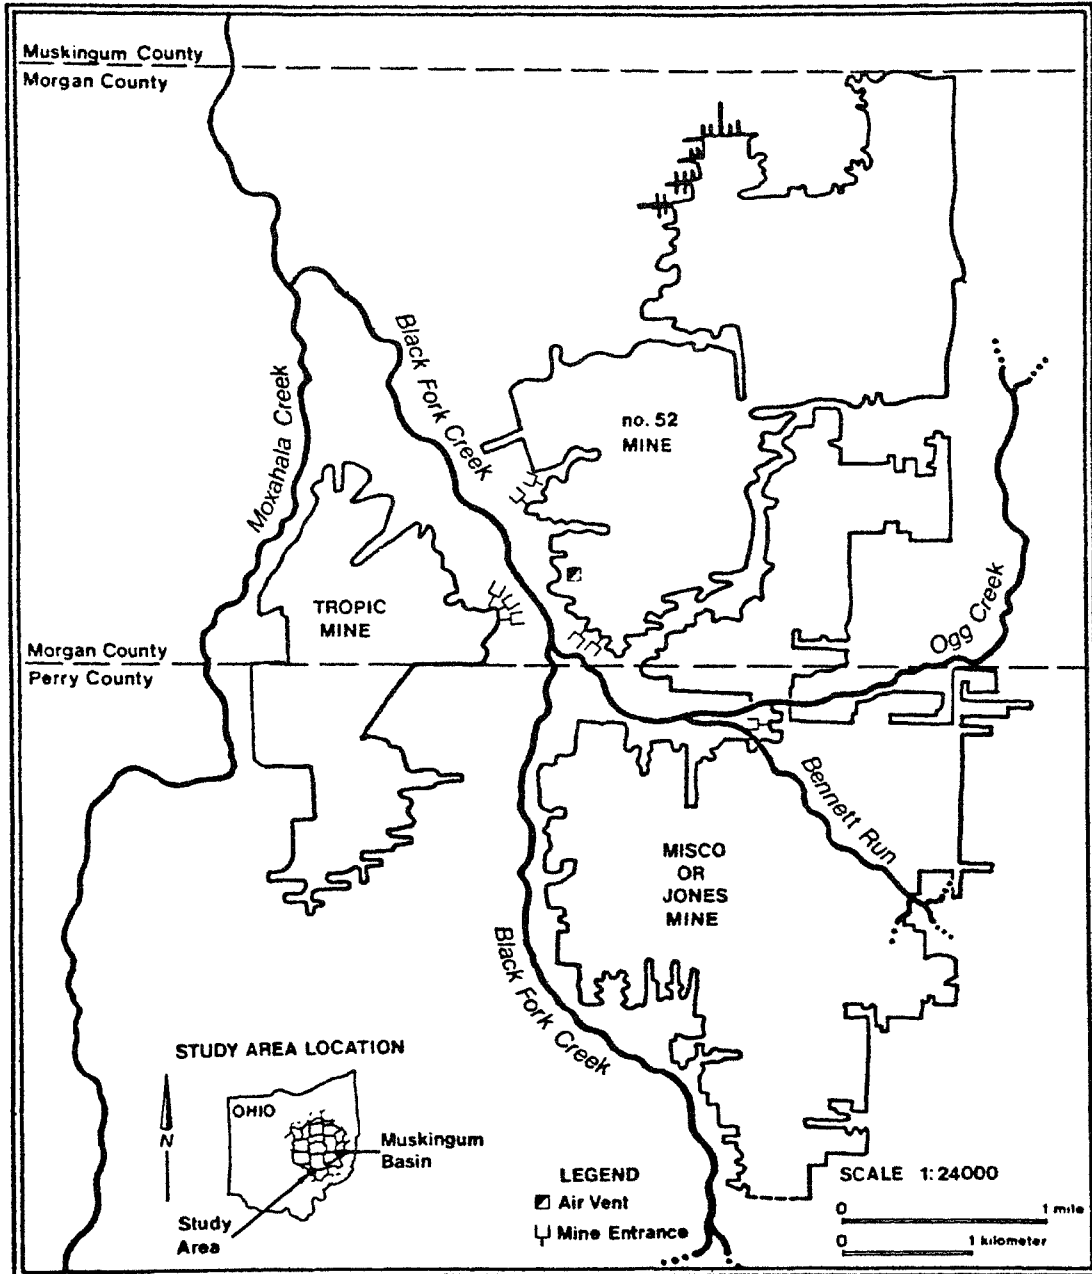 Muskingum County
Morgan County
Black Fork Creek
Moxahala Creek
no. 52
MINE
TROPIC
MINE
Ogg Creek
Morgan County
Perry County
Bennett Run
MISCO
OR
JONES
MINE
Black Fork Creek
STUDY AREA LOCATION
N
OHIO
Muskingum
Basin
Study
Area
LEGEND
Air Vent
Mine Entrance
SCALE 1:24000
0 1 mile
0 1 kilometer